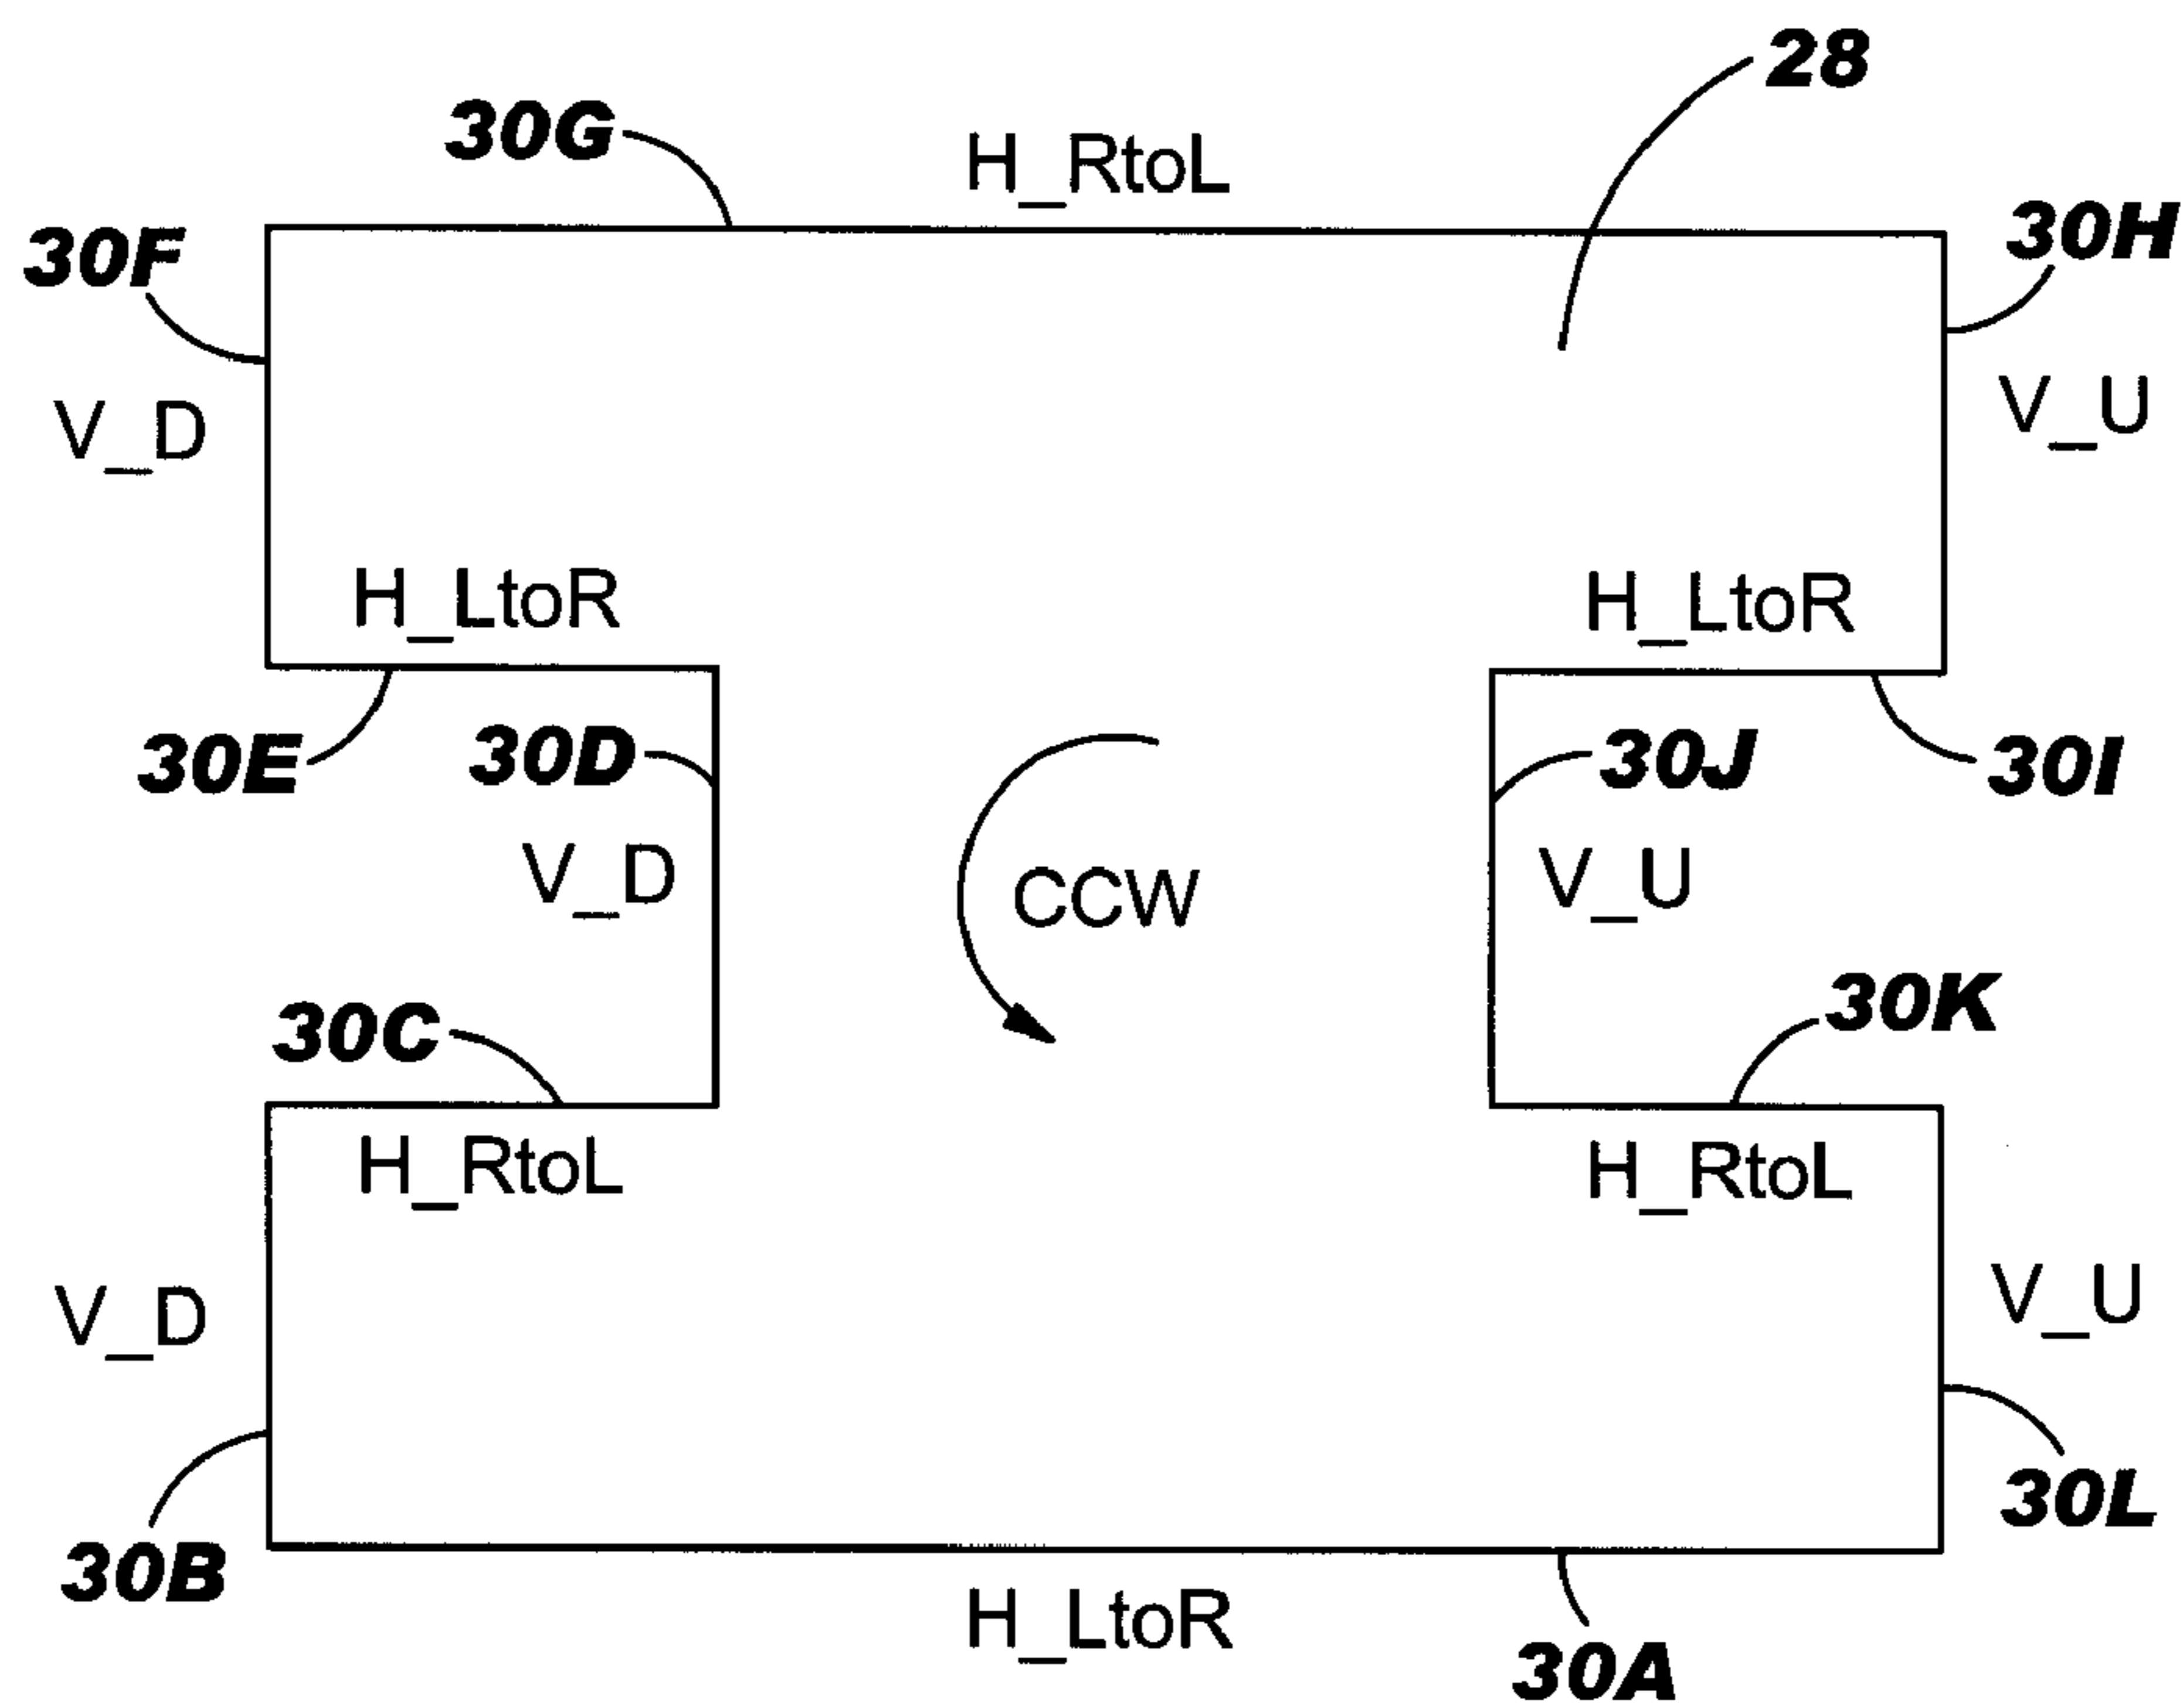 28
30G
H_RtoL
30F
30H
V_D
V_U
H_LtoR
H_LtoR
30E
30D
30J
30I
V_D
CCW
V_U
30C
30K
H_RtoL
H_RtoL
V_D
V_U
30B
30L
H_LtoR
30A